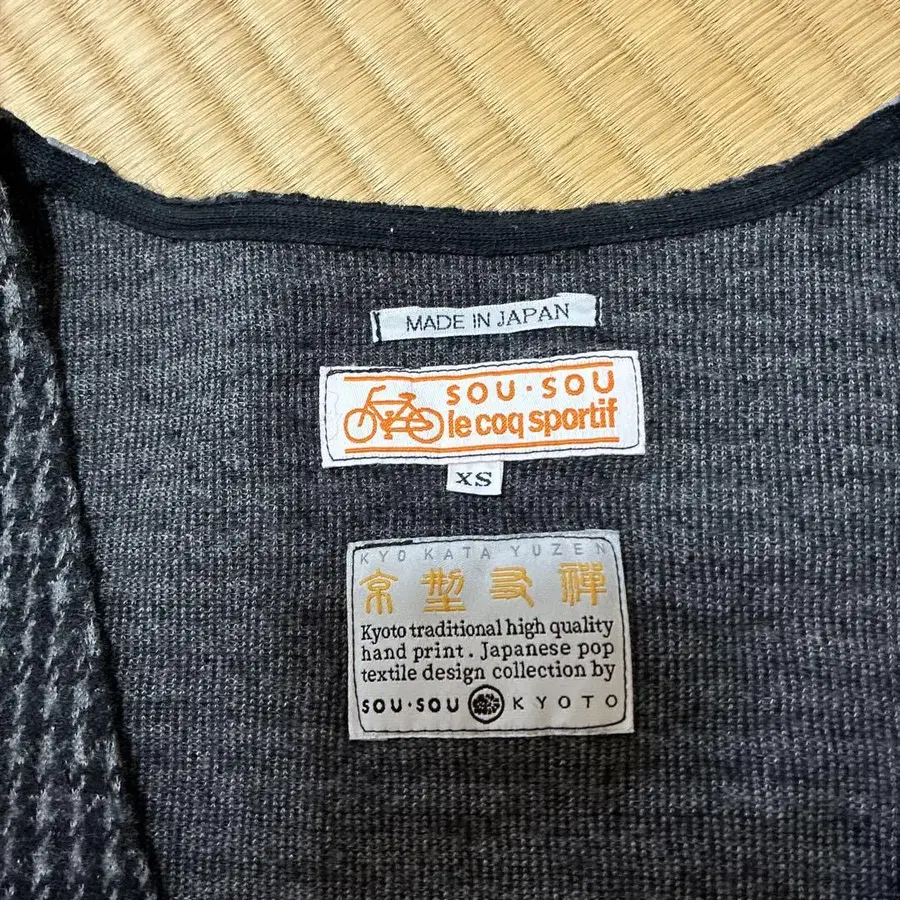 MADE IN JAPAN
SOU・SOU
le coq sportif
XS
KYO KATA YUZEN
京型友禅
Kyoto traditional high quality
hand print. Japanese pop
textile design collection by
SOU・SOU KYOTO